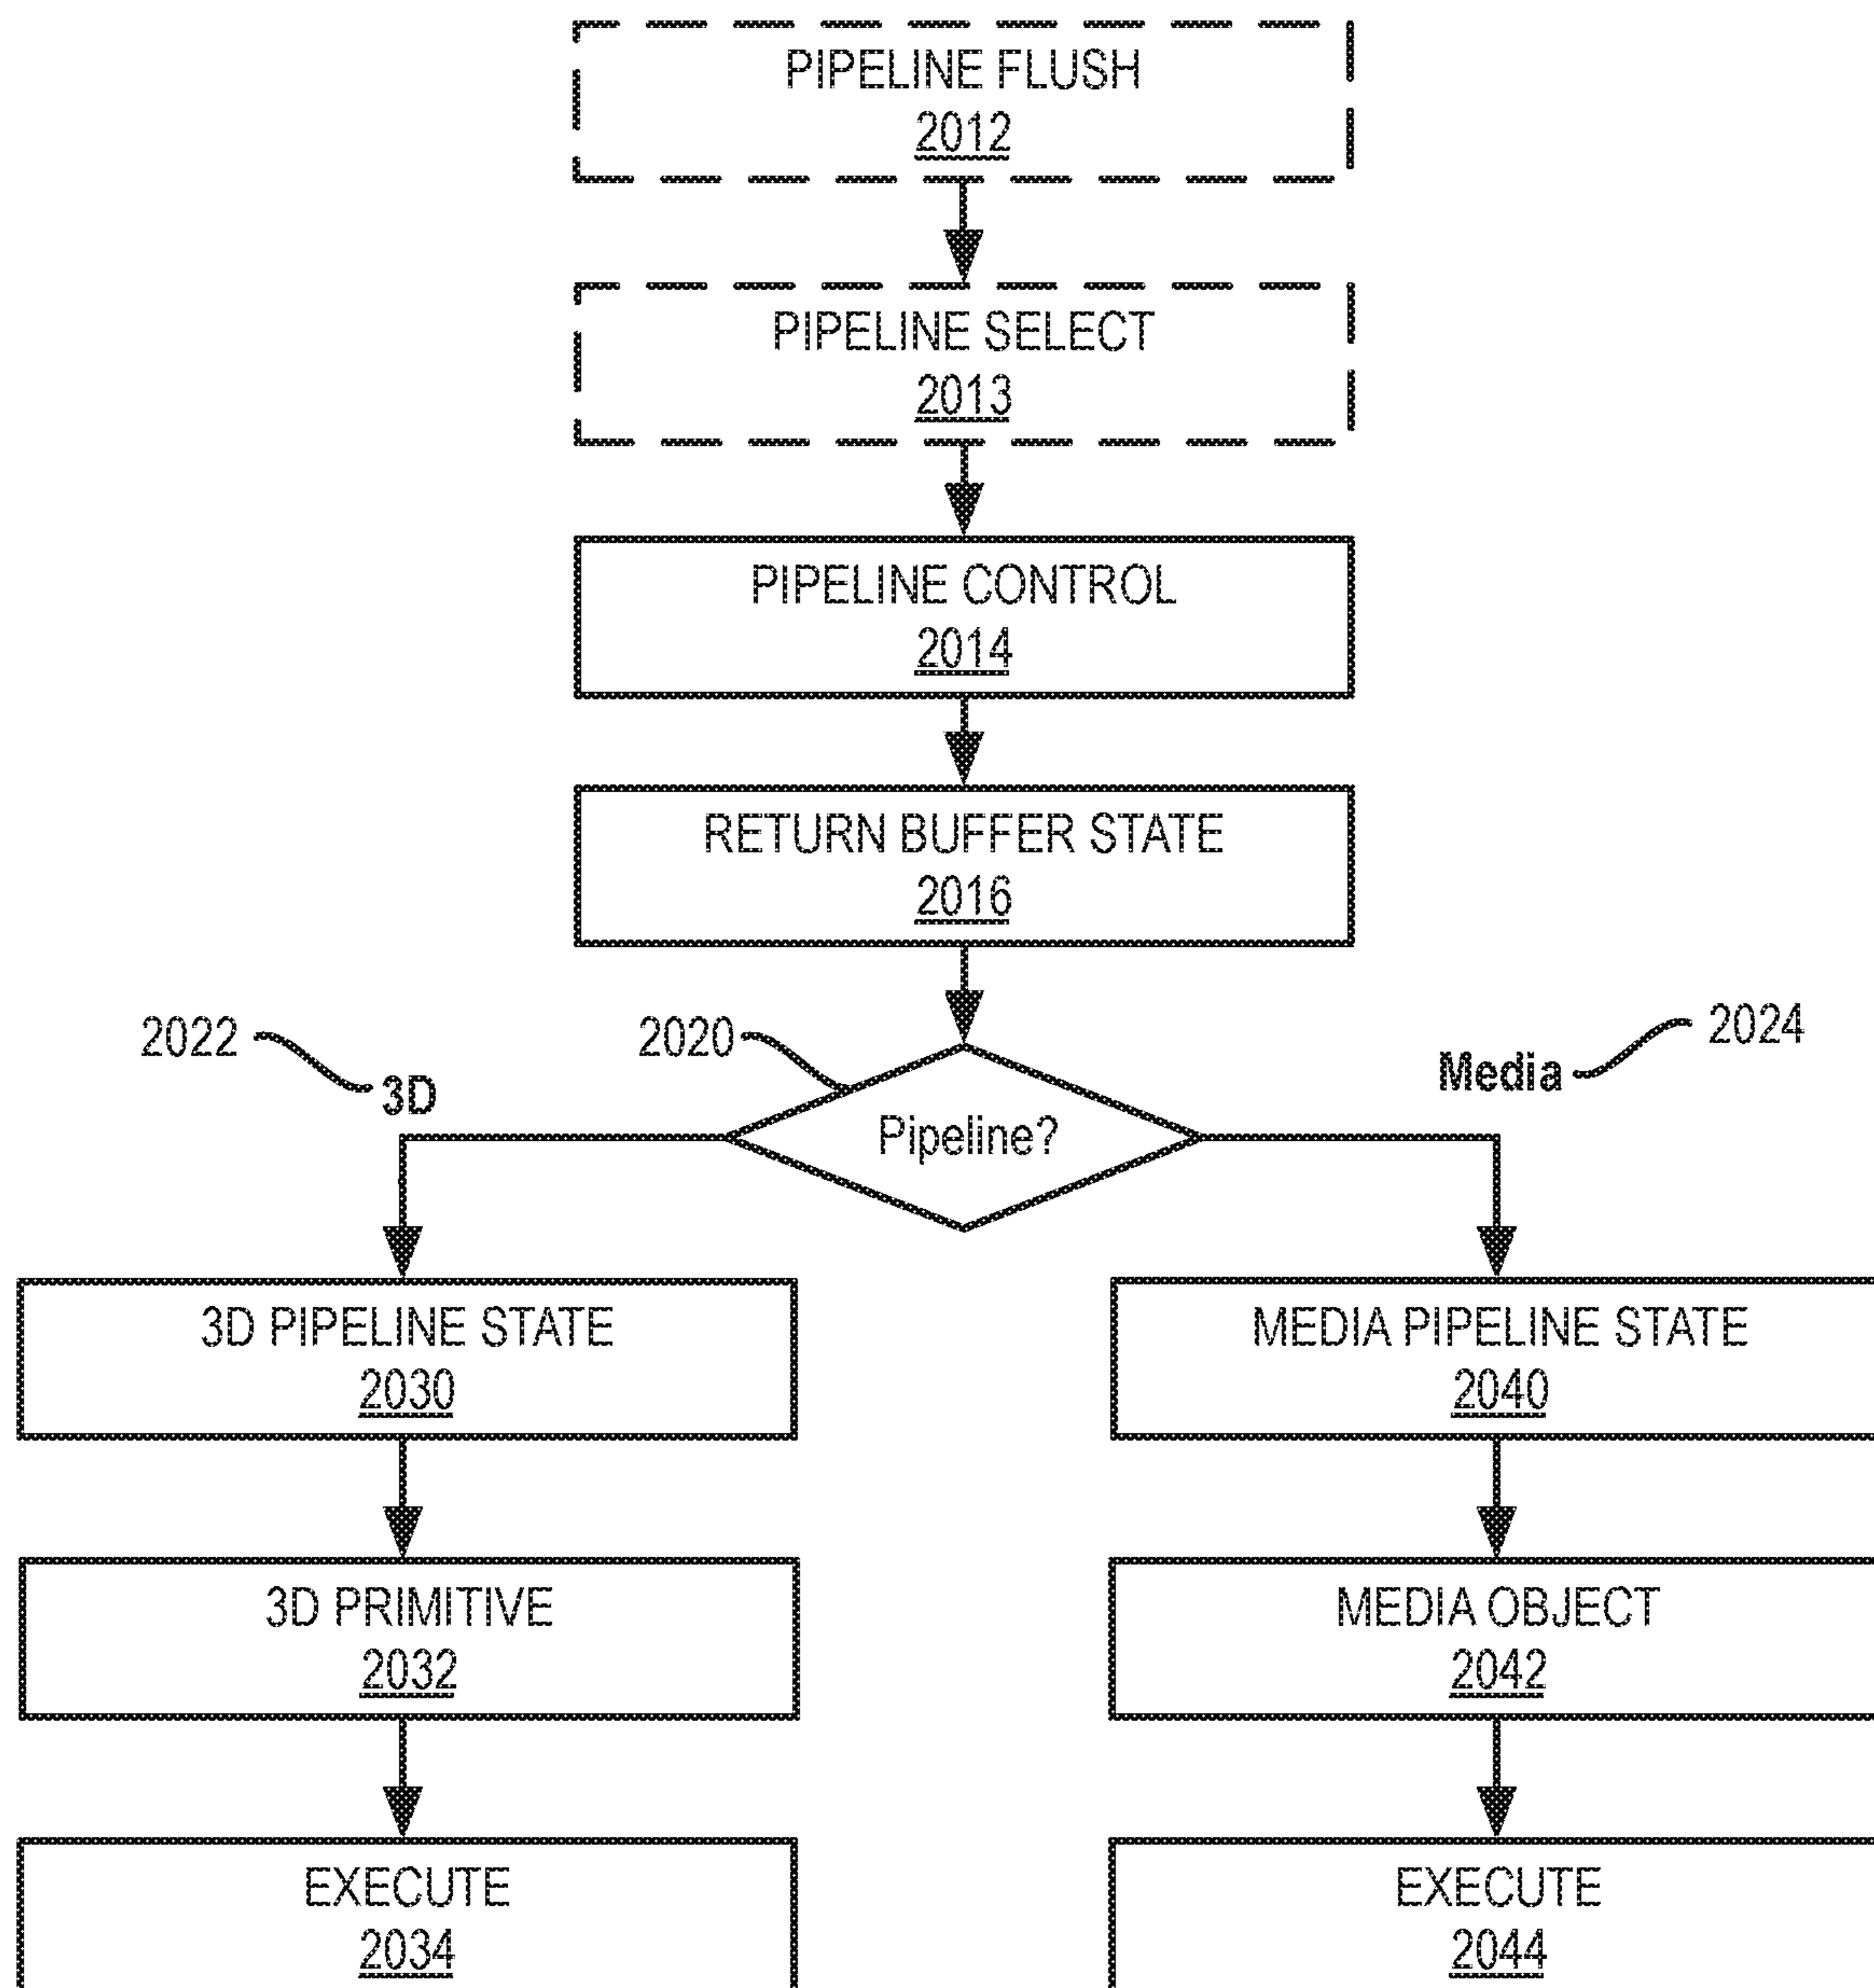 PIPELINE FLUSH
2012
PIPELINE SELECT
2013
PIPELINE CONTROL
2014
RETURN BUFFER STATE
2016
2022
3D
2020
Pipeline?
Media
2024
3D PIPELINE STATE
2030
MEDIA PIPELINE STATE
2040
3D PRIMITIVE
2032
MEDIA OBJECT
2042
EXECUTE
2034
EXECUTE
2044